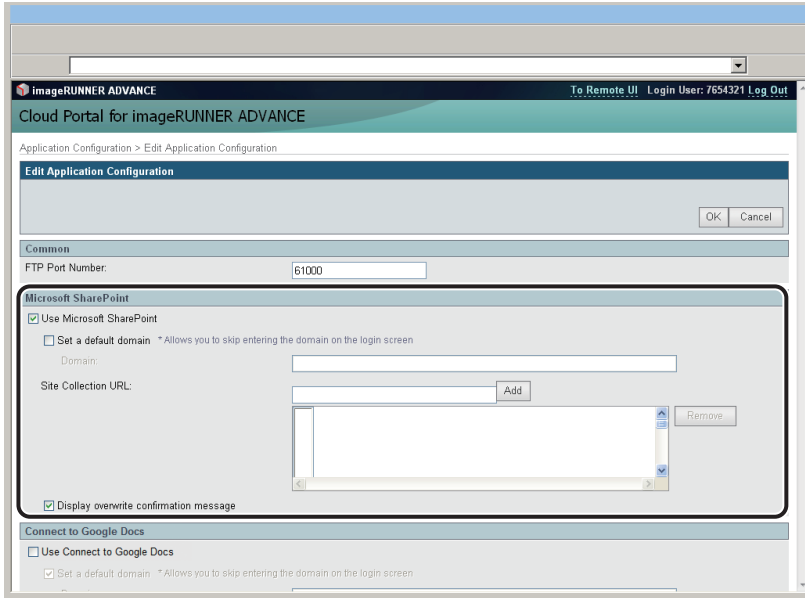 imageRUNNER ADVANCE To Remote UI Login User: 7654321 Log Out
Cloud Portal for imageRUNNER ADVANCE
Application Configuration > Edit Application Configuration
Edit Application Configuration
OK Cancel
Common
FTP Port Number: 61000
Microsoft SharePoint
Use Microsoft SharePoint
Set a default domain * Allows you to skip entering the domain on the login screen
Domain:
Site Collection URL: Add
Remove
Display overwrite confirmation message
Connect to Google Docs
Use Connect to Google Docs
Set a default domain * Allows you to skip entering the domain on the login screen